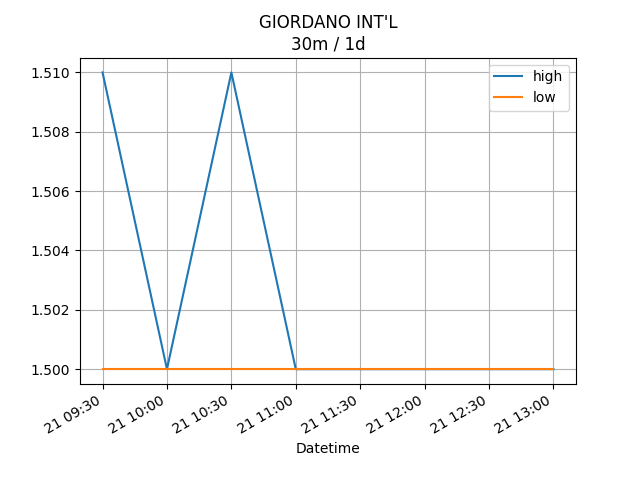 GIORDANO INT'L
30m / 1d
high
low
1.510
1.508
1.506
1.504
1.502
1.500
21 09:30
21 10:00
21 10:30
21 11:00
21 11:30
21 12:00
21 12:30
21 13:00
Datetime